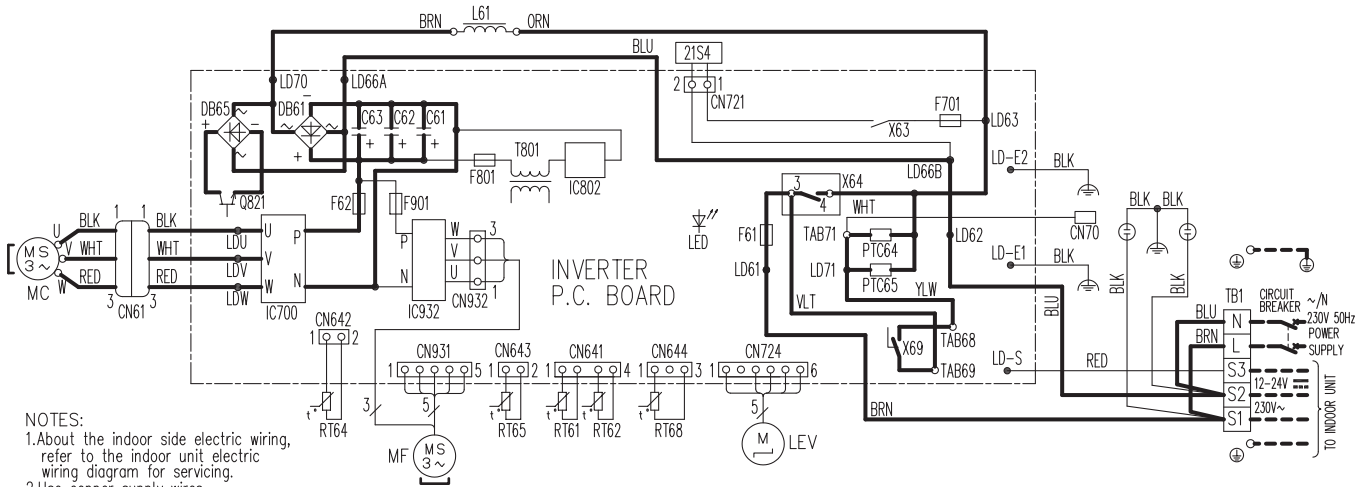 BRN
L61
ORN
BLU
21S4
2 1
CN721
LD70
LD66A
DB65
DB61
C63
C62
C61
F701
X63
LD63
T801
F801
IC802
Q821
F62
F901
LD66B
LD-E2
BLK
3
X64
4
WHT
F61
TAB71
PTC64
LD62
CN70
LED
LD61
LD71
PTC65
LD-E1
BLK
VLT
YLW
BLU
BLK BLK
BLK
BLK
U BLK 1 1 BLK
LDU
U P
V WHT WHT
LDV
V
W RED RED
LDW
W N
3 3
MS
3~
MC
CN61
IC700
P W 3
V
N U 1
IC932
CN932
INVERTER
P.C. BOARD
X69
TAB68
TAB69
LD-S
RED
TB1
CIRCUIT
BREAKER
~/N
230V 50Hz
POWER
SUPPLY
BLU
N
BRN
L
S3
12-24V
S2
230V~
S1
TO INDOOR UNIT
CN642
1 2
CN931
1 5
CN643
1 2
CN641
1 4
CN644
1 3
CN724
1 6
BRN
t°
RT64
3
5
t°
RT65
t°
RT61
t°
RT62
t°
RT68
5
MF
MS
3~
M
LEV
NOTES:
1.About the indoor side electric wiring,
refer to the indoor unit electric
wiring diagram for servicing.